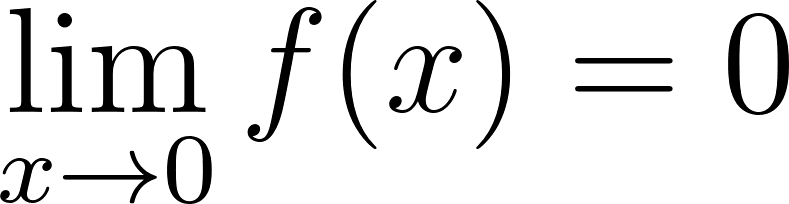 lim f(x) = 0
x→0